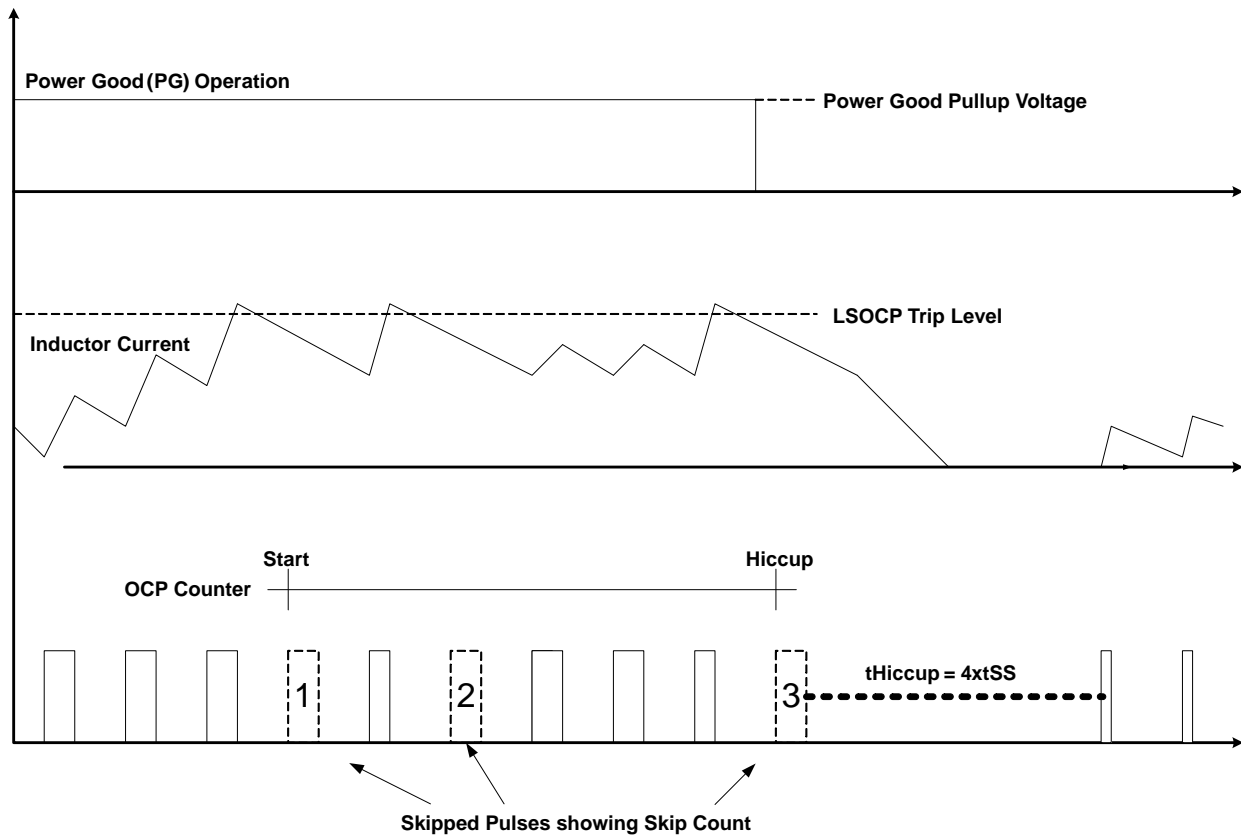 Power Good (PG) Operation
Power Good Pullup Voltage
LSOCP Trip Level
Inductor Current
Start
Hiccup
OCP Counter
tHiccup = 4xtSS
1
2
3
Skipped Pulses showing Skip Count